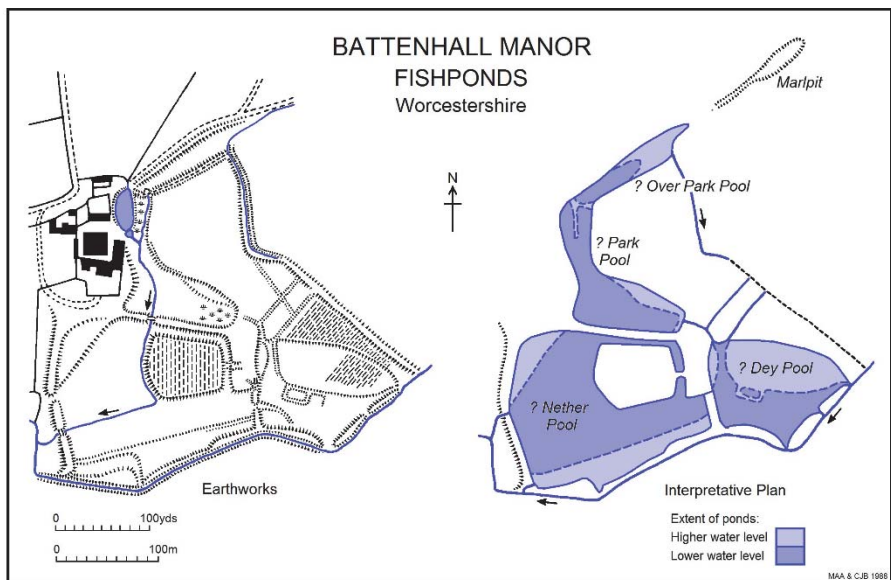 BATTENHALL MANOR
FISHPONDS
Worcestershire
Marlpit
N
? Over Park Pool
? Park
Pool
? Dey Pool
? Nether
Pool
Earthworks
0 100yds
0 100m
Interpretative Plan
Extent of ponds:
Higher water level
Lower water level
MAA & CJB 1988